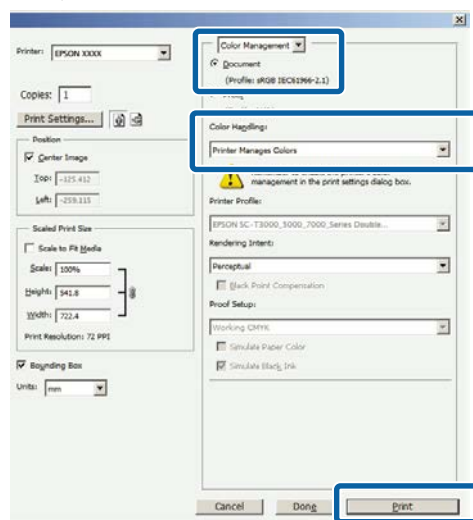 Printer: EPSON XXXX
Copies: 1
Print Settings...
Position
Center Image
Top: -125.412
Left: -259.115
Scaled Print Size
Scale to Fit Media
Scale: 100%
Height: 541.8
Width: 722.4
Print Resolution: 72 PPI
Bounding Box
Units: mm
Color Management
Document
(Profile: sRGB IEC61966-2.1)
Color Handling:
Printer Manages Colors
management in the print settings dialog box.
Printer Profile:
EPSON SC-T3000_5000_7000_Series Double...
Rendering Intent:
Perceptual
Black Point Compensation
Proof Setup:
Working CMYK
Simulate Paper Color
Simulate Black Ink
Cancel
Done
Print